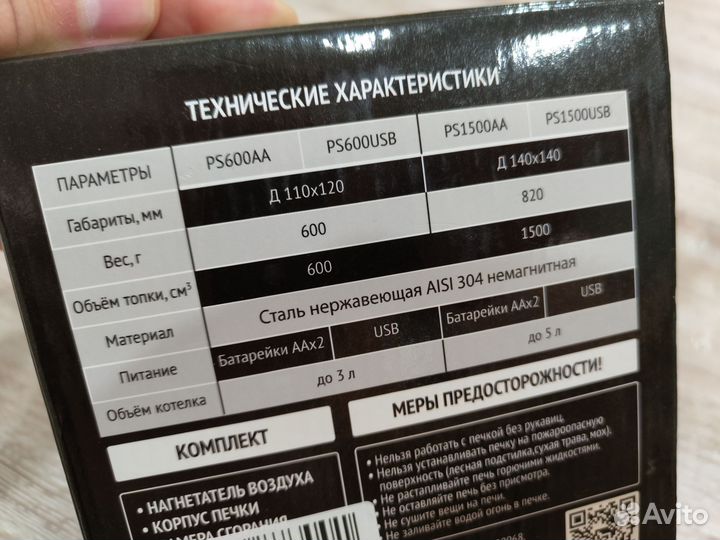 ТЕХНИЧЕСКИЕ ХАРАКТЕРИСТИКИ
ПАРАМЕТРЫ PS600AA PS600USB PS1500AA PS1500USB
Габариты, мм Д 110х120 Д 140х140
Вес, г 600 820
Объём топки, см³ 600 1500
Материал Сталь нержавеющая AISI 304 немагнитная
Питание Батарейки ААх2 USB Батарейки ААх2 USB
Объём котелка до 3 л до 5 л
КОМПЛЕКТ
• НАГНЕТАТЕЛЬ ВОЗДУХА
• КОРПУС ПЕЧКИ
КАМЕРА СГОРАНИЯ
МЕРЫ ПРЕДОСТОРОЖНОСТИ!
• Нельзя работать с печкой без рукавиц.
• Нельзя устанавливать печку на пожароопасную
поверхность (лесная подстилка, сухая трава, мох).
• Не растапливайте печь горючими жидкостями.
• Не оставляйте печь без присмотра.
• Не сушите вещи на печи.
• Не заливайте водой огонь в печке.
Avito